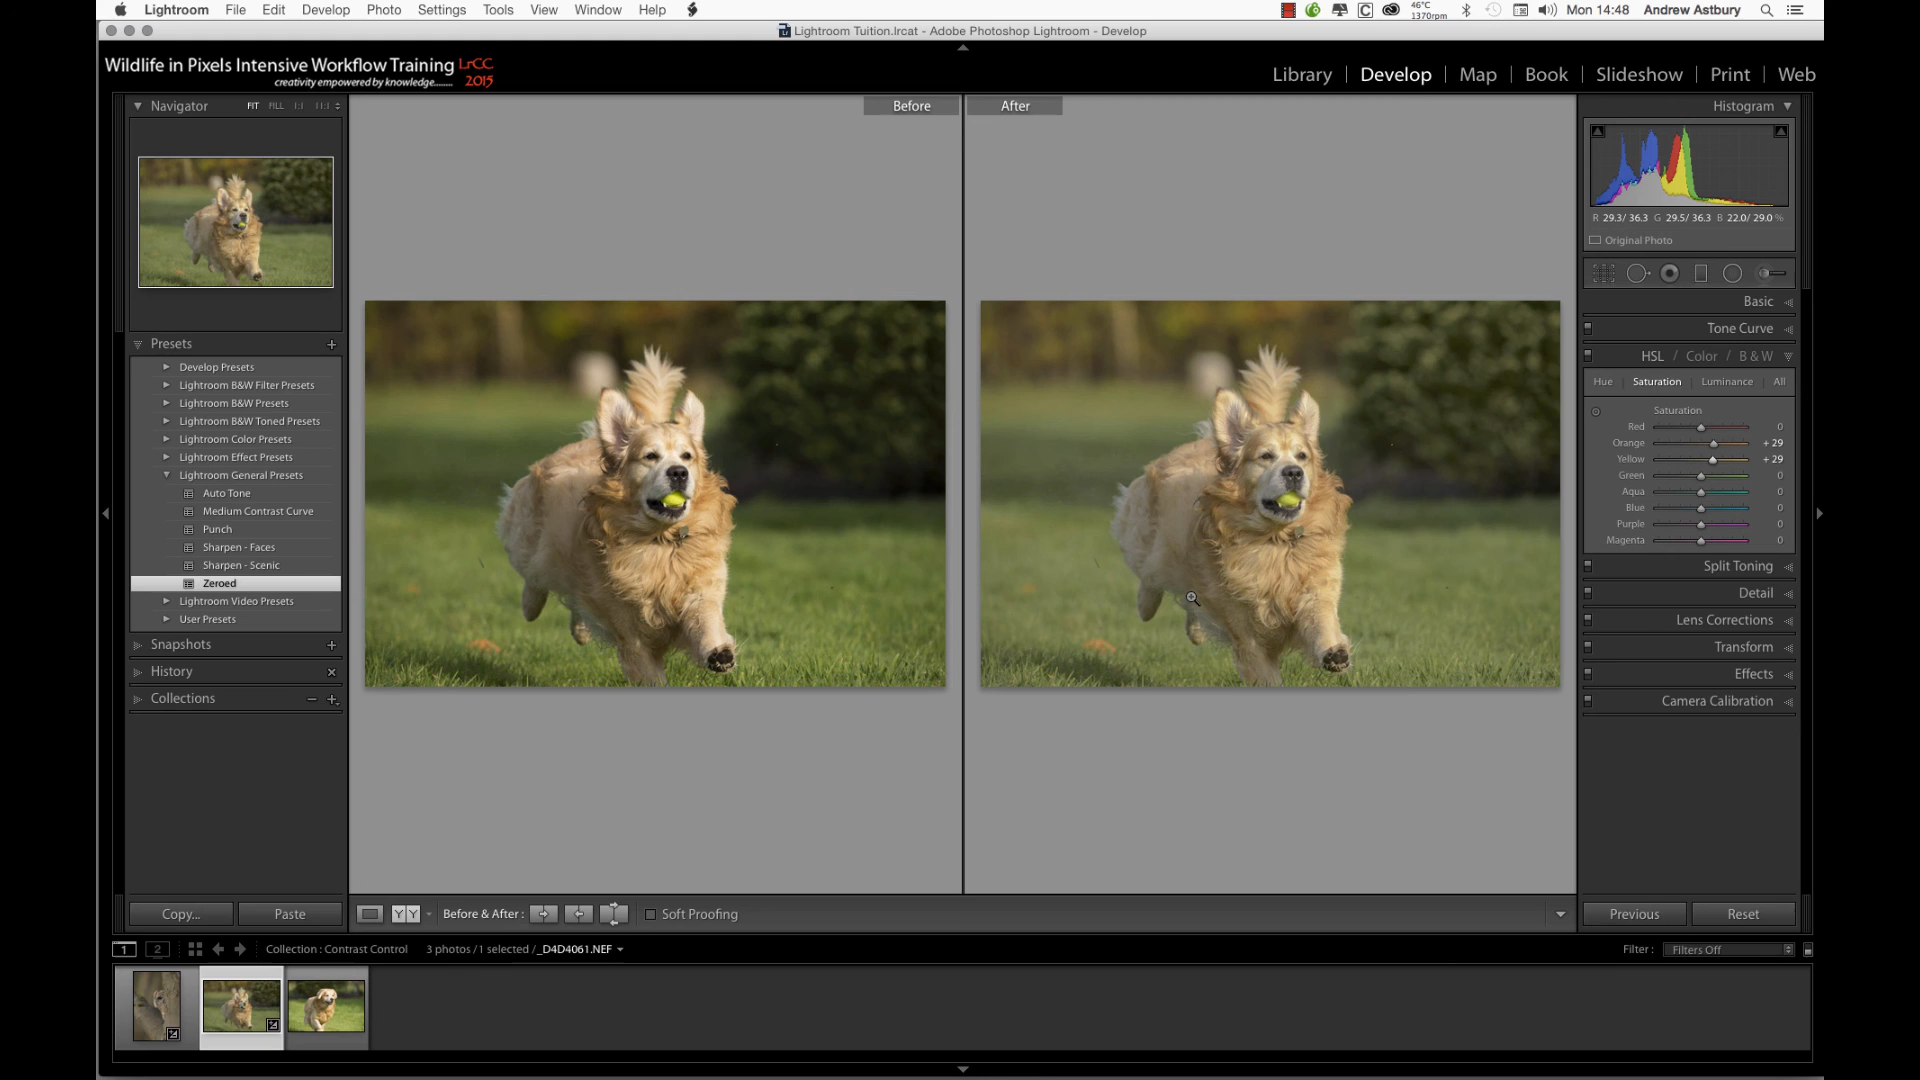 Lightroom File Edit Develop Photo Settings Tools View Window Help 46°C 1370rpm Mon 14:48 Andrew Astbury
Lightroom Tuition.lrcat - Adobe Photoshop Lightroom - Develop
Wildlife in Pixels Intensive Workflow Training LrCC 2015
creativity empowered by knowledge........
Library | Develop | Map | Book | Slideshow | Print | Web
Navigator FIT FILL 1:1 11:1
Before
After
Histogram
R 29.3/ 36.3 G 29.5/ 36.3 B 22.0/ 29.0 %
Original Photo
Basic
Tone Curve
HSL / Color / B & W
Hue Saturation Luminance All
Saturation
Red 0
Orange + 29
Yellow + 29
Green 0
Aqua 0
Blue 0
Purple 0
Magenta 0
Split Toning
Detail
Lens Corrections
Transform
Effects
Camera Calibration
Presets
Develop Presets
Lightroom B&W Filter Presets
Lightroom B&W Presets
Lightroom B&W Toned Presets
Lightroom Color Presets
Lightroom Effect Presets
Lightroom General Presets
Auto Tone
Medium Contrast Curve
Punch
Sharpen - Faces
Sharpen - Scenic
Zeroed
Lightroom Video Presets
User Presets
Snapshots
History
Collections
Copy... Paste
YY Before & After : Soft Proofing
Previous Reset
1 2 Collection : Contrast Control 3 photos / 1 selected / _D4D4061.NEF
Filter : Filters Off